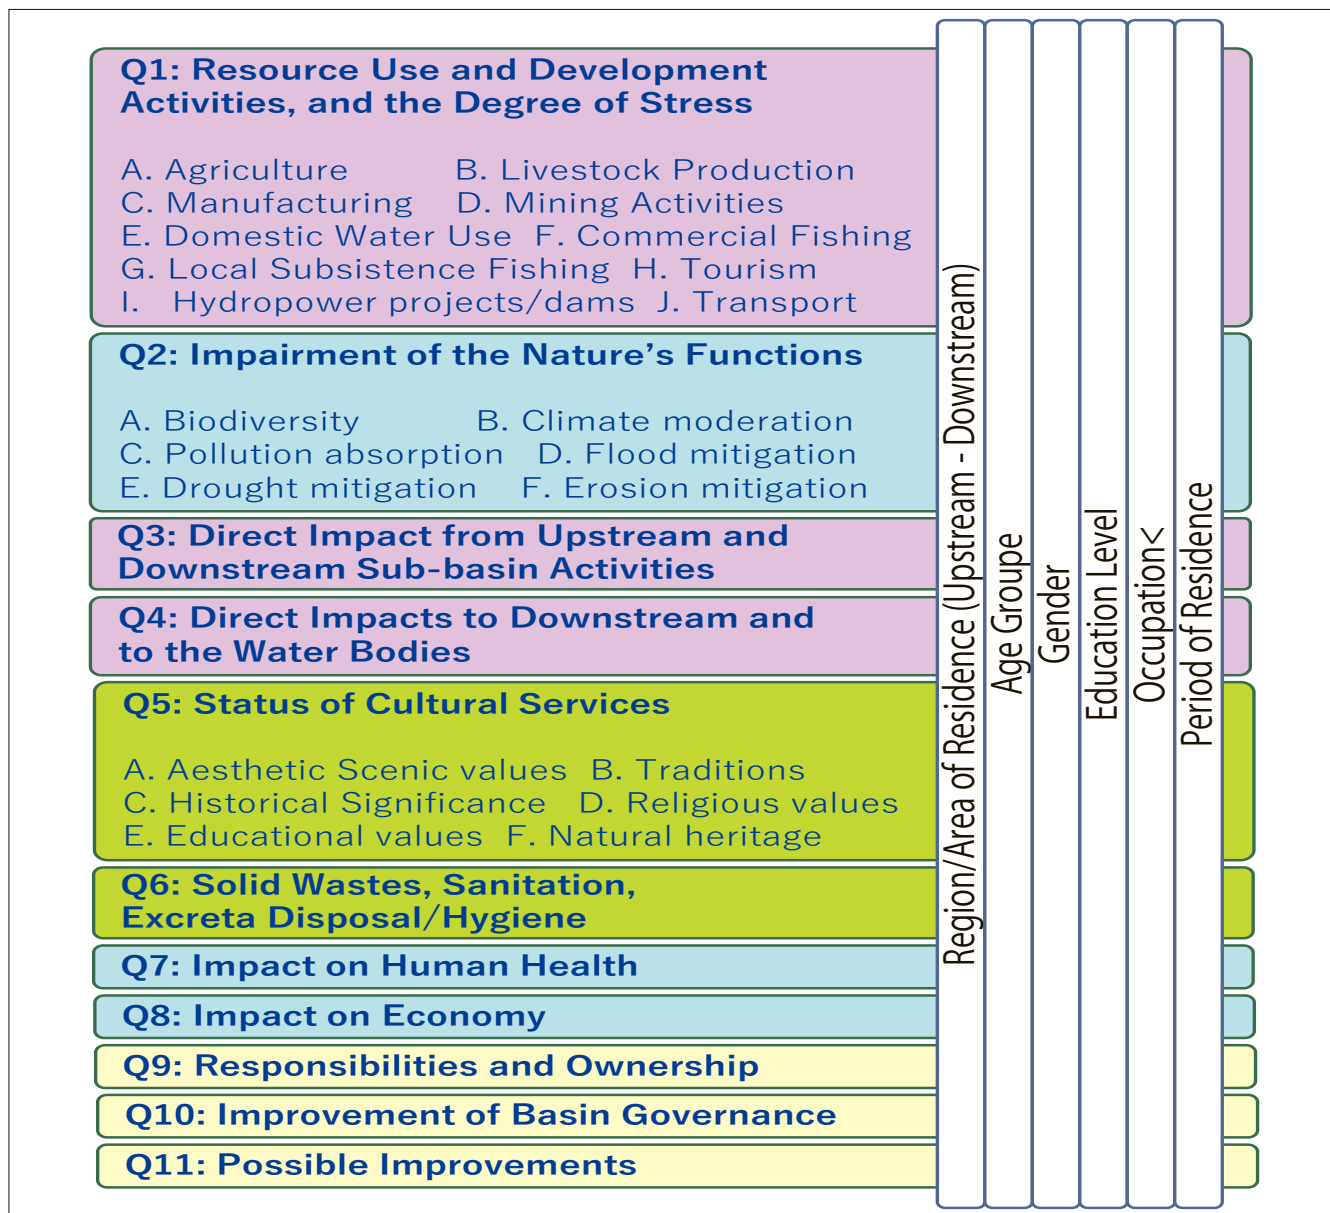 Q1: Resource Use and Development
Activities, and the Degree of Stress
A. Agriculture B. Livestock Production
C. Manufacturing D. Mining Activities
E. Domestic Water Use F. Commercial Fishing
G. Local Subsistence Fishing H. Tourism
I. Hydropower projects/dams J. Transport
Q2: Impairment of the Nature’s Functions
A. Biodiversity B. Climate moderation
C. Pollution absorption D. Flood mitigation
E. Drought mitigation F. Erosion mitigation
Q3: Direct Impact from Upstream and
Downstream Sub-basin Activities
Q4: Direct Impacts to Downstream and
to the Water Bodies
Q5: Status of Cultural Services
A. Aesthetic Scenic values B. Traditions
C. Historical Significance D. Religious values
E. Educational values F. Natural heritage
Q6: Solid Wastes, Sanitation,
Excreta Disposal/Hygiene
Q7: Impact on Human Health
Q8: Impact on Economy
Q9: Responsibilities and Ownership
Q10: Improvement of Basin Governance
Q11: Possible Improvements
Region/Area of Residence (Upstream - Downstream)
Age Groupe
Gender
Education Level
Occupation<
Period of Residence